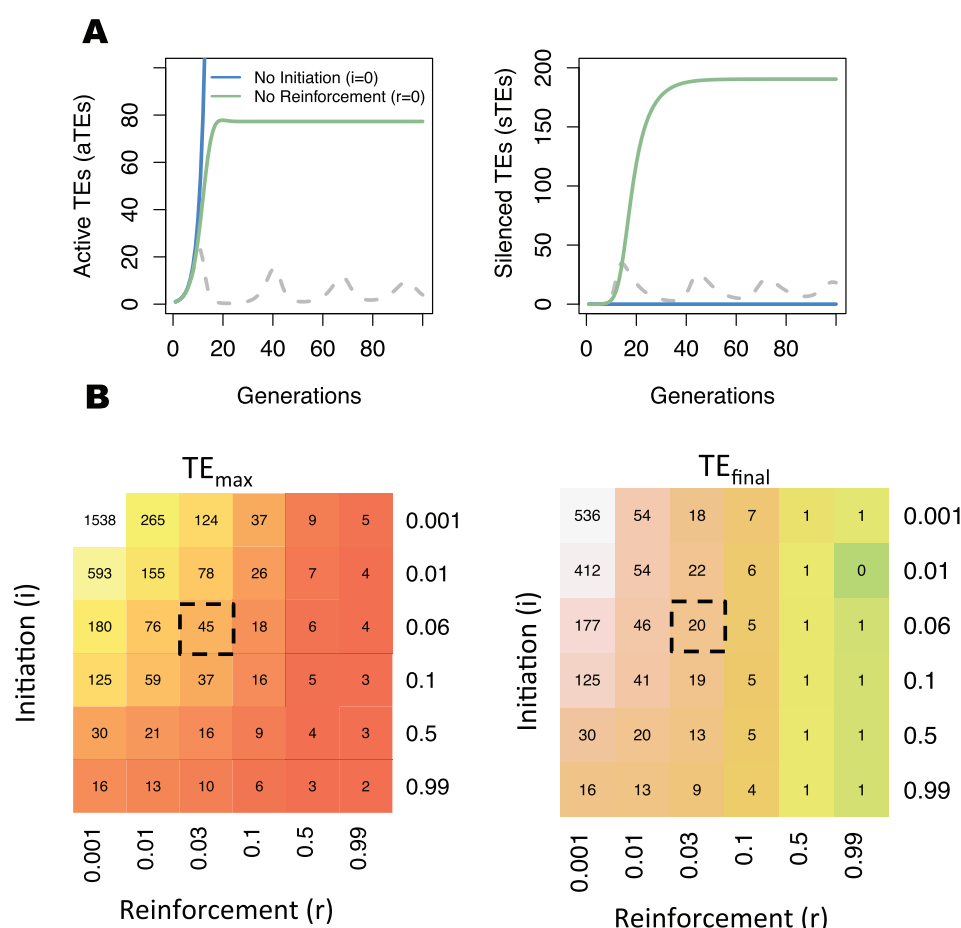 A
Active TEs (aTEs)
80
60
40
20
0
No Initiation (i=0)
No Reinforcement (r=0)
0 20 40 60 80
Generations
Silenced TEs (sTEs)
200
150
100
50
0
0 20 40 60 80
Generations
B
TEmax
Initiation (i)
1538 265 124 37 9 5 0.001
593 155 78 26 7 4 0.01
180 76 45 18 6 4 0.06
125 59 37 16 5 3 0.1
30 21 16 9 4 3 0.5
16 13 10 6 3 2 0.99
0.001 0.01 0.03 0.1 0.5 0.99
Reinforcement (r)
TEfinal
Initiation (i)
536 54 18 7 1 1 0.001
412 54 22 6 1 0 0.01
177 46 20 5 1 1 0.06
125 41 19 5 1 1 0.1
30 20 13 5 1 1 0.5
16 13 9 4 1 1 0.99
0.001 0.01 0.03 0.1 0.5 0.99
Reinforcement (r)